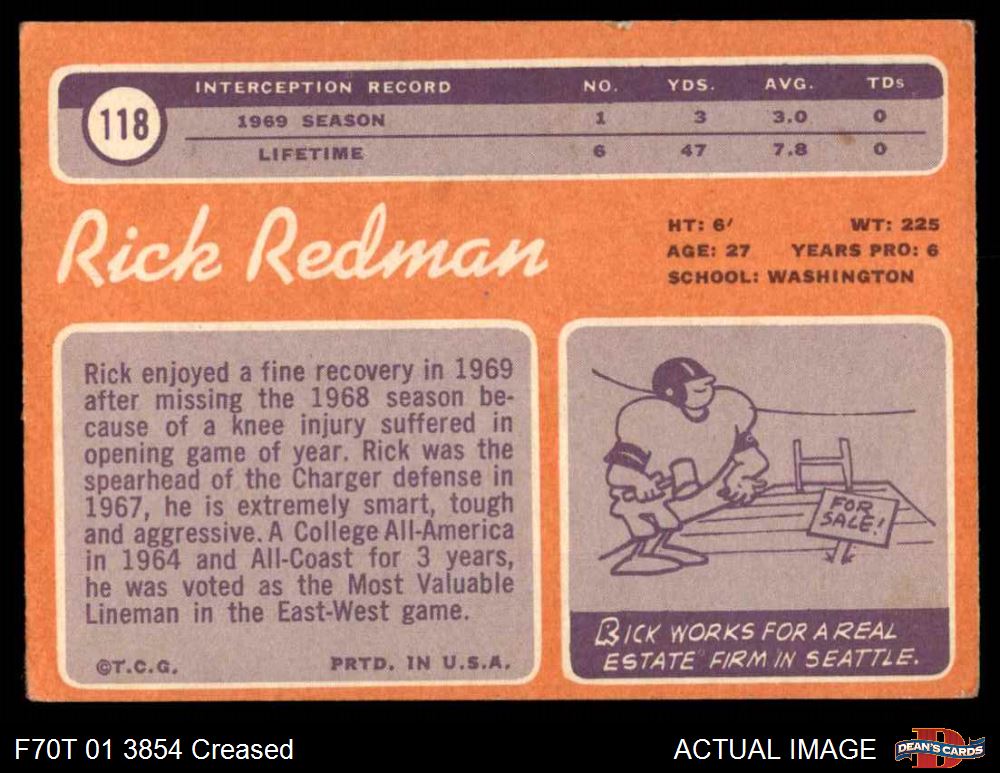 118
INTERCEPTION RECORD NO. YDS. AVG. TDs
1969 SEASON 1 3 3.0 0
LIFETIME 6 47 7.8 0
Rick Redman
HT: 6' WT: 225
AGE: 27 YEARS PRO: 6
SCHOOL: WASHINGTON
Rick enjoyed a fine recovery in 1969
after missing the 1968 season be-
cause of a knee injury suffered in
opening game of year. Rick was the
spearhead of the Charger defense in
1967, he is extremely smart, tough
and aggressive. A College All-America
in 1964 and All-Coast for 3 years,
he was voted as the Most Valuable
Lineman in the East-West game.
©T.C.G. PRTD. IN U.S.A.
FOR
SALE!
RICK WORKS FOR A REAL
ESTATE FIRM IN SEATTLE.
F70T 01 3854 Creased
ACTUAL IMAGE
D
DEAN'S CARDS